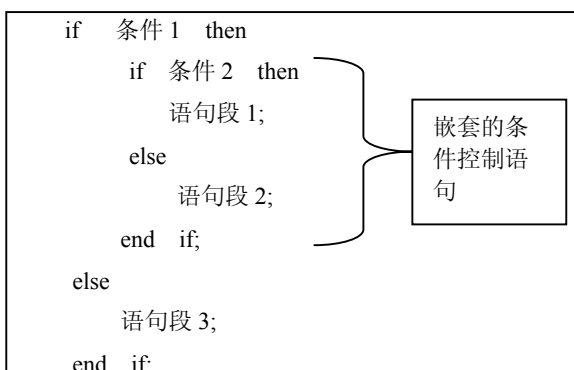 if 条件 1 then
if 条件 2 then
语句段 1;
else
语句段 2;
end if;
else
语句段 3;
end if;
嵌套的条
件控制语
句